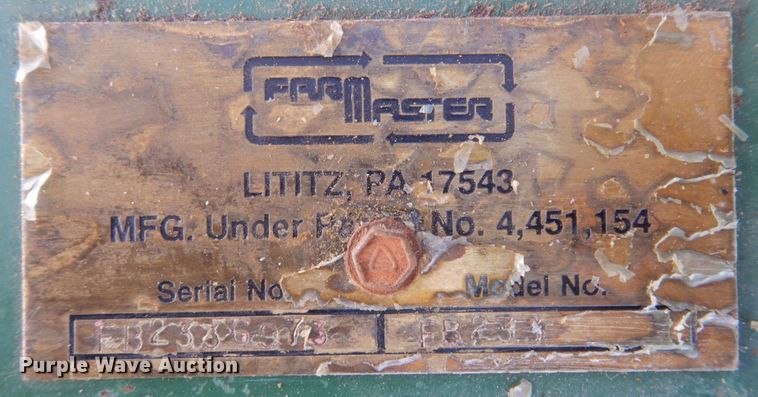 FARMASTER
LITITZ, PA 17543
MFG. Under No. 4,451,154
Serial No. Model No.
Purple Wave Auction